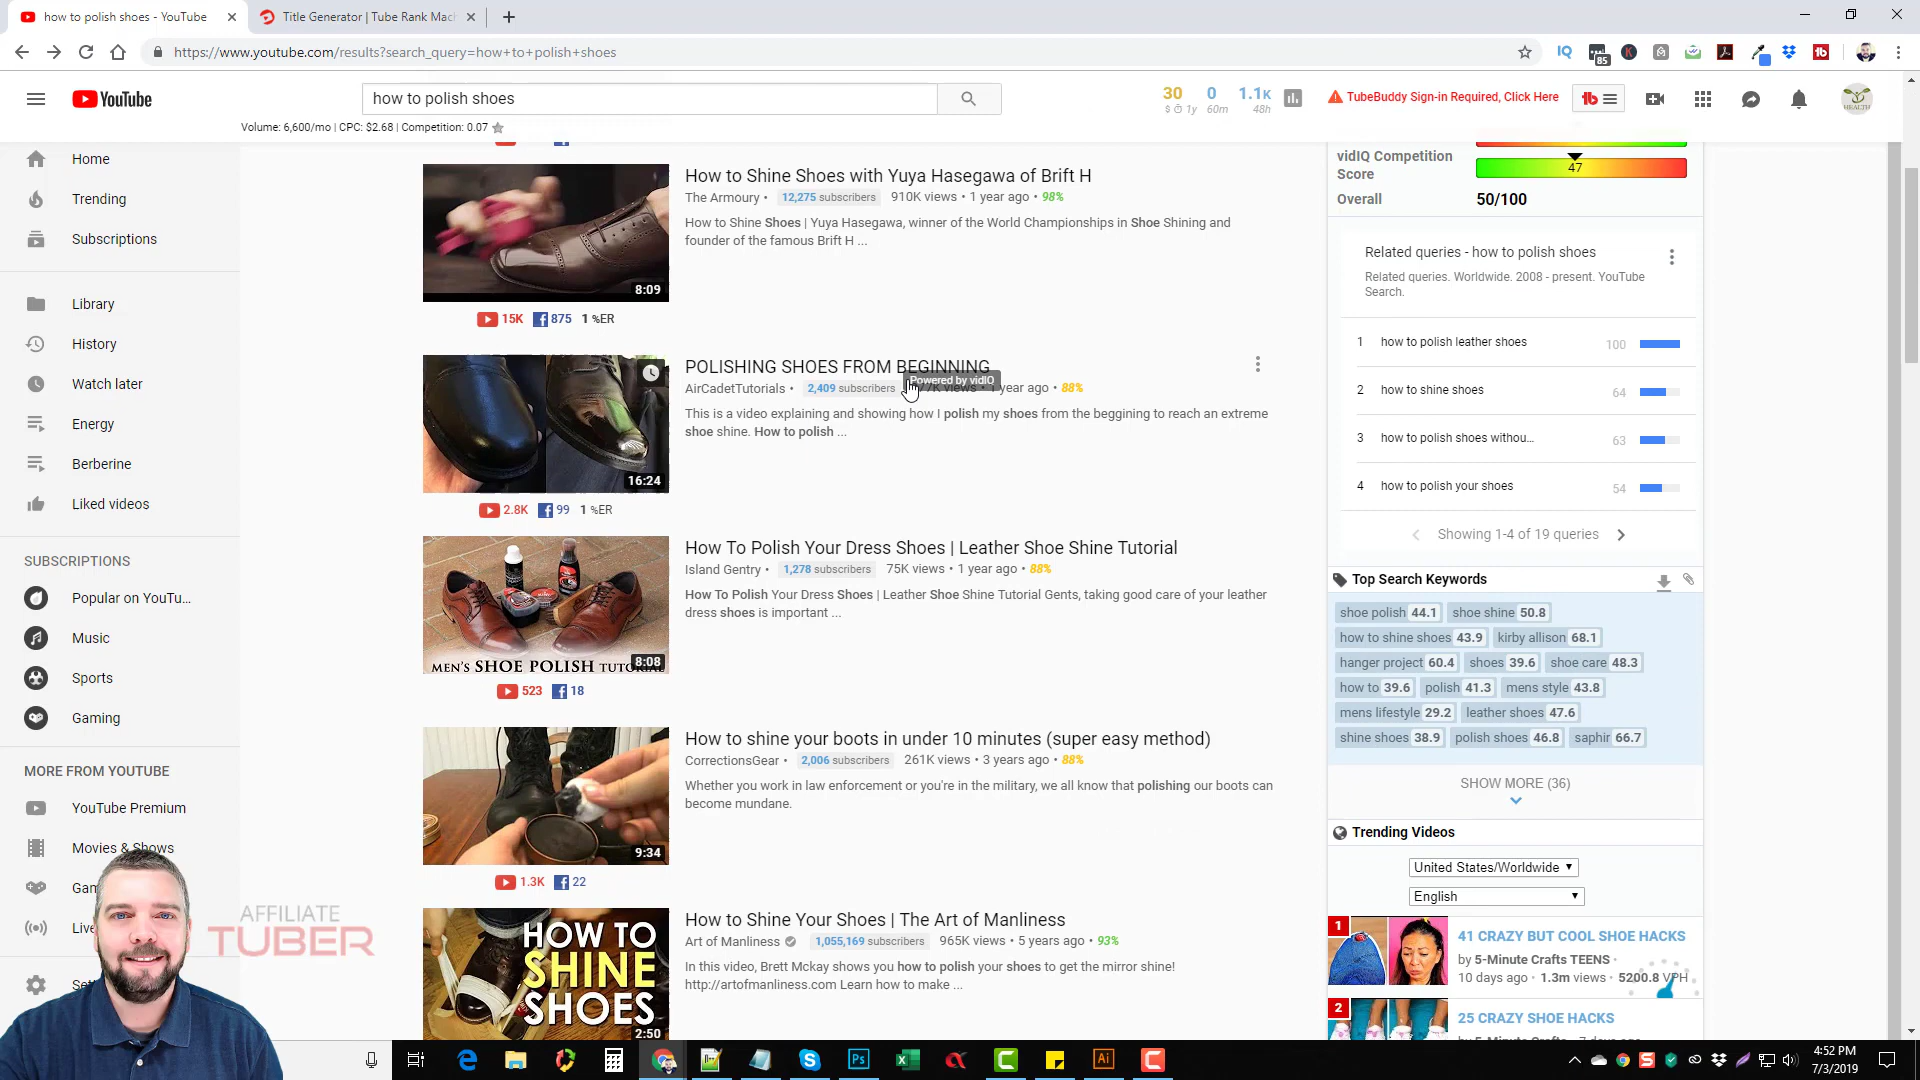 how to polish shoes - YouTube
Title Generator | Tube Rank Mach
https://www.youtube.com/results?search_query=how+to+polish+shoes
IQ
85
YouTube
how to polish shoes
30
0
1.1K
1y
60m
48h
TubeBuddy Sign-in Required, Click Here
Volume: 6,600/mo | CPC: $2.68 | Competition: 0.07
Home
Trending
Subscriptions
Library
History
Watch later
Energy
Berberine
Liked videos
SUBSCRIPTIONS
Popular on YouTu...
Music
Sports
Gaming
MORE FROM YOUTUBE
YouTube Premium
Movies & Shows
Gam
Live
How to Shine Shoes with Yuya Hasegawa of Brift H
The Armoury • 12,275 subscribers 910K views • 1 year ago • 98%
How to Shine Shoes | Yuya Hasegawa, winner of the World Championships in Shoe Shining and
founder of the famous Brift H ...
8:09
15K 875 1 %ER
POLISHING SHOES FROM BEGINNING
Powered by vidIQ
AirCadetTutorials • 2,409 subscribers views • 1 year ago • 88%
This is a video explaining and showing how I polish my shoes from the beggining to reach an extreme
shoe shine. How to polish ...
16:24
2.8K 99 1 %ER
How To Polish Your Dress Shoes | Leather Shoe Shine Tutorial
Island Gentry • 1,278 subscribers 75K views • 1 year ago • 88%
How To Polish Your Dress Shoes | Leather Shoe Shine Tutorial Gents, taking good care of your leather
dress shoes is important ...
8:08
MEN'S SHOE POLISH TUTORIAL
523 18
How to shine your boots in under 10 minutes (super easy method)
CorrectionsGear • 2,006 subscribers 261K views • 3 years ago • 88%
Whether you work in law enforcement or you're in the military, we all know that polishing our boots can
become mundane.
9:34
1.3K 22
How to Shine Your Shoes | The Art of Manliness
Art of Manliness 1,055,169 subscribers 965K views • 5 years ago • 93%
In this video, Brett Mckay shows you how to polish your shoes to get the mirror shine!
http://artofmanliness.com Learn how to make ...
HOW TO
SHINE
SHOES
2:50
vidIQ Competition
Score
47
Overall 50/100
Related queries - how to polish shoes
Related queries. Worldwide. 2008 - present. YouTube
Search.
1 how to polish leather shoes 100
2 how to shine shoes 64
3 how to polish shoes withou... 63
4 how to polish your shoes 54
Showing 1-4 of 19 queries
Top Search Keywords
shoe polish 44.1 shoe shine 50.8
how to shine shoes 43.9 kirby allison 68.1
hanger project 60.4 shoes 39.6 shoe care 48.3
how to 39.6 polish 41.3 mens style 43.8
mens lifestyle 29.2 leather shoes 47.6
shine shoes 38.9 polish shoes 46.8 saphir 66.7
SHOW MORE (36)
Trending Videos
United States/Worldwide
English
1
41 CRAZY BUT COOL SHOE HACKS
by 5-Minute Crafts TEENS •
10 days ago • 1.3m views • 5200.8 VPH
2
25 CRAZY SHOE HACKS
AFFILIATE
TUBER
4:52 PM
7/3/2019